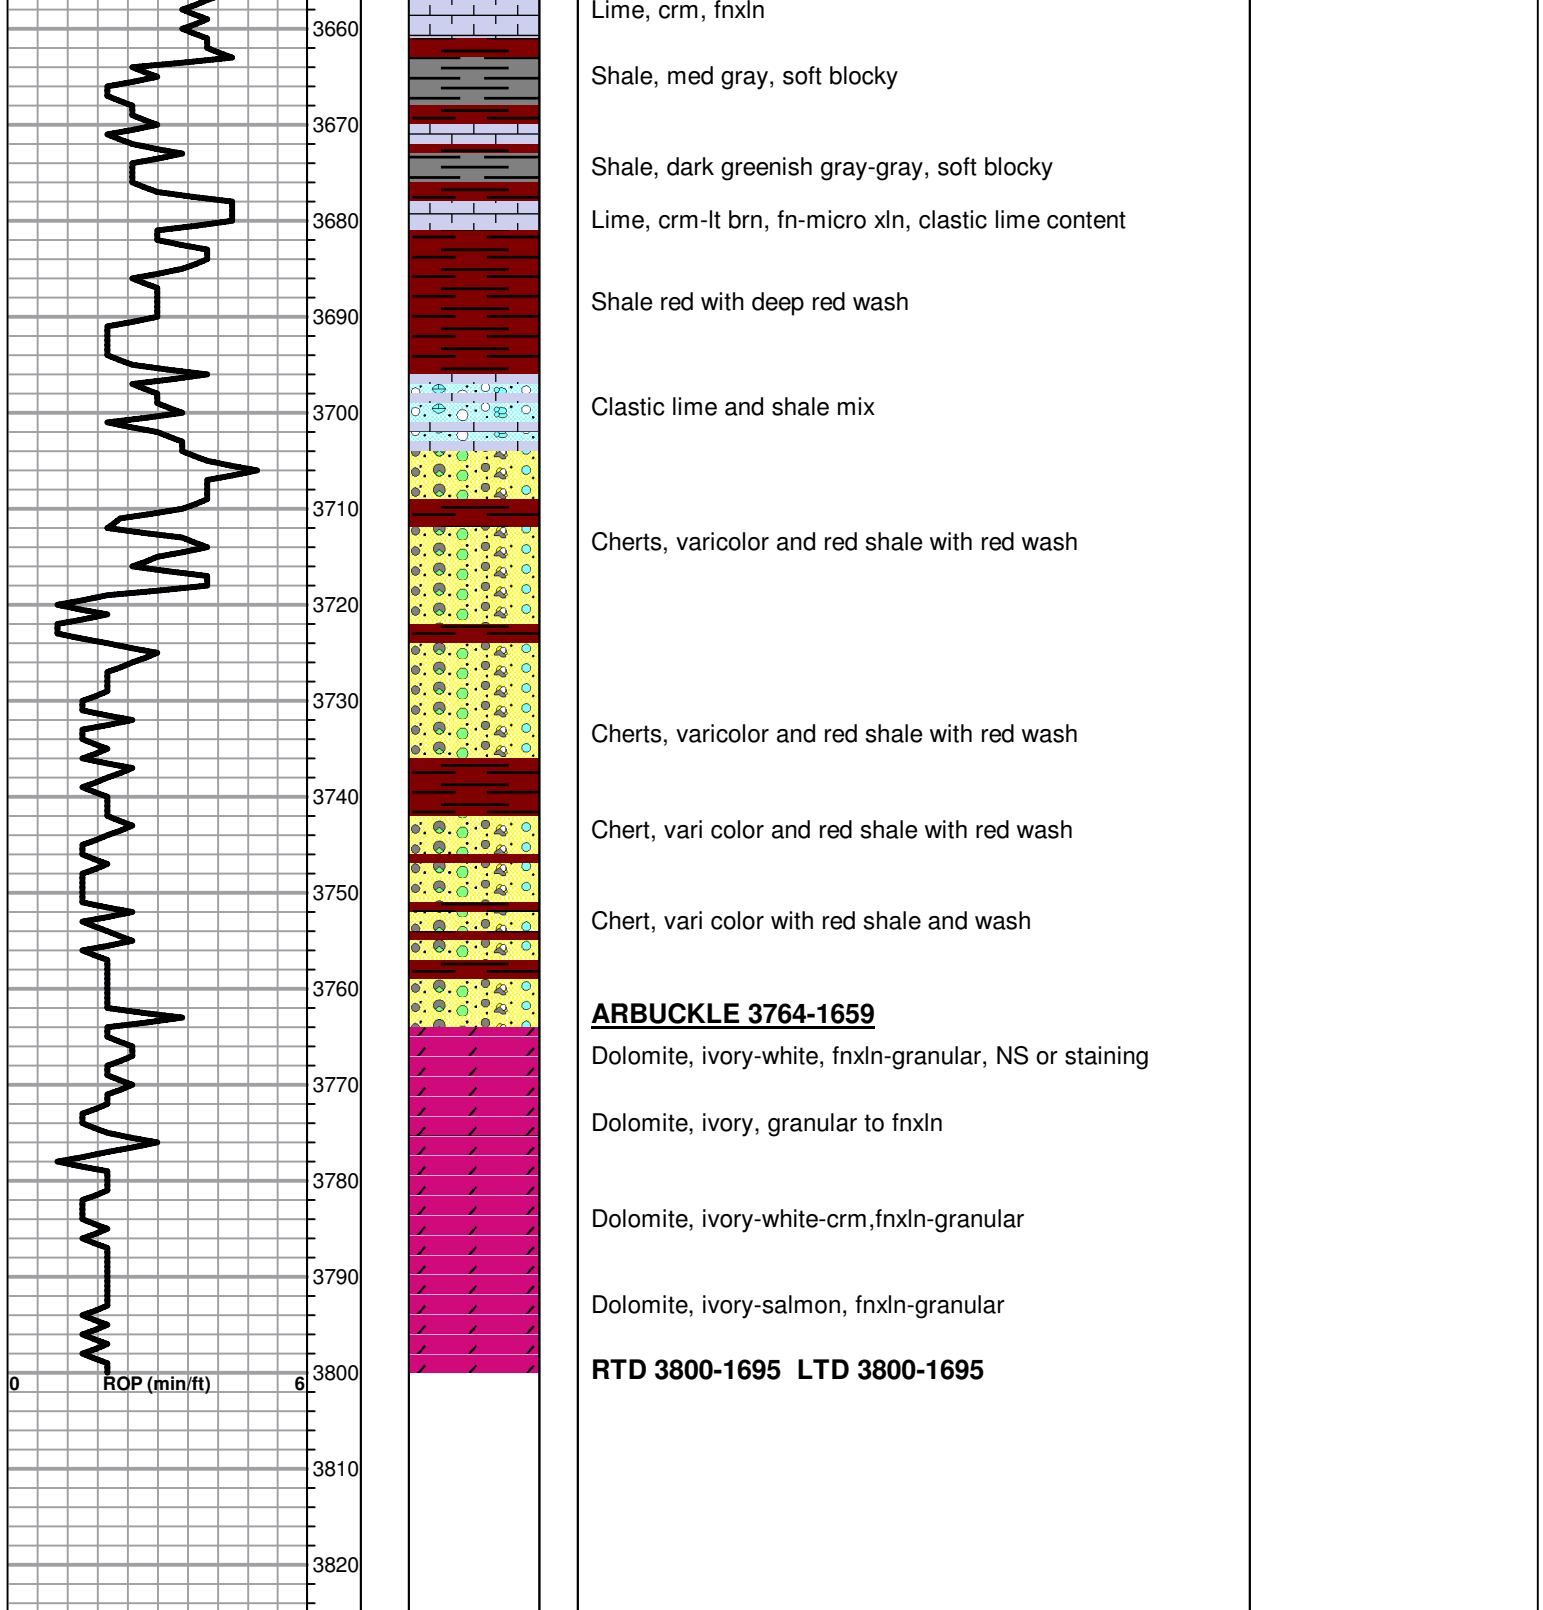 Lime, crm, fnxln
3660
Shale, med gray, soft blocky
3670
Shale, dark greenish gray-gray, soft blocky
3680
Lime, crm-lt brn, fn-micro xln, clastic lime content
Shale red with deep red wash
3690
Clastic lime and shale mix
3700
3710
Cherts, varicolor and red shale with red wash
3720
3730
Cherts, varicolor and red shale with red wash
3740
Chert, vari color and red shale with red wash
3750
Chert, vari color with red shale and wash
3760
ARBUCKLE 3764-1659
Dolomite, ivory-white, fnxln-granular, NS or staining
3770
Dolomite, ivory, granular to fnxln
3780
Dolomite, ivory-white-crm,fnxln-granular
3790
Dolomite, ivory-salmon, fnxln-granular
3800
RTD 3800-1695 LTD 3800-1695
0 ROP (min/ft) 6
3810
3820